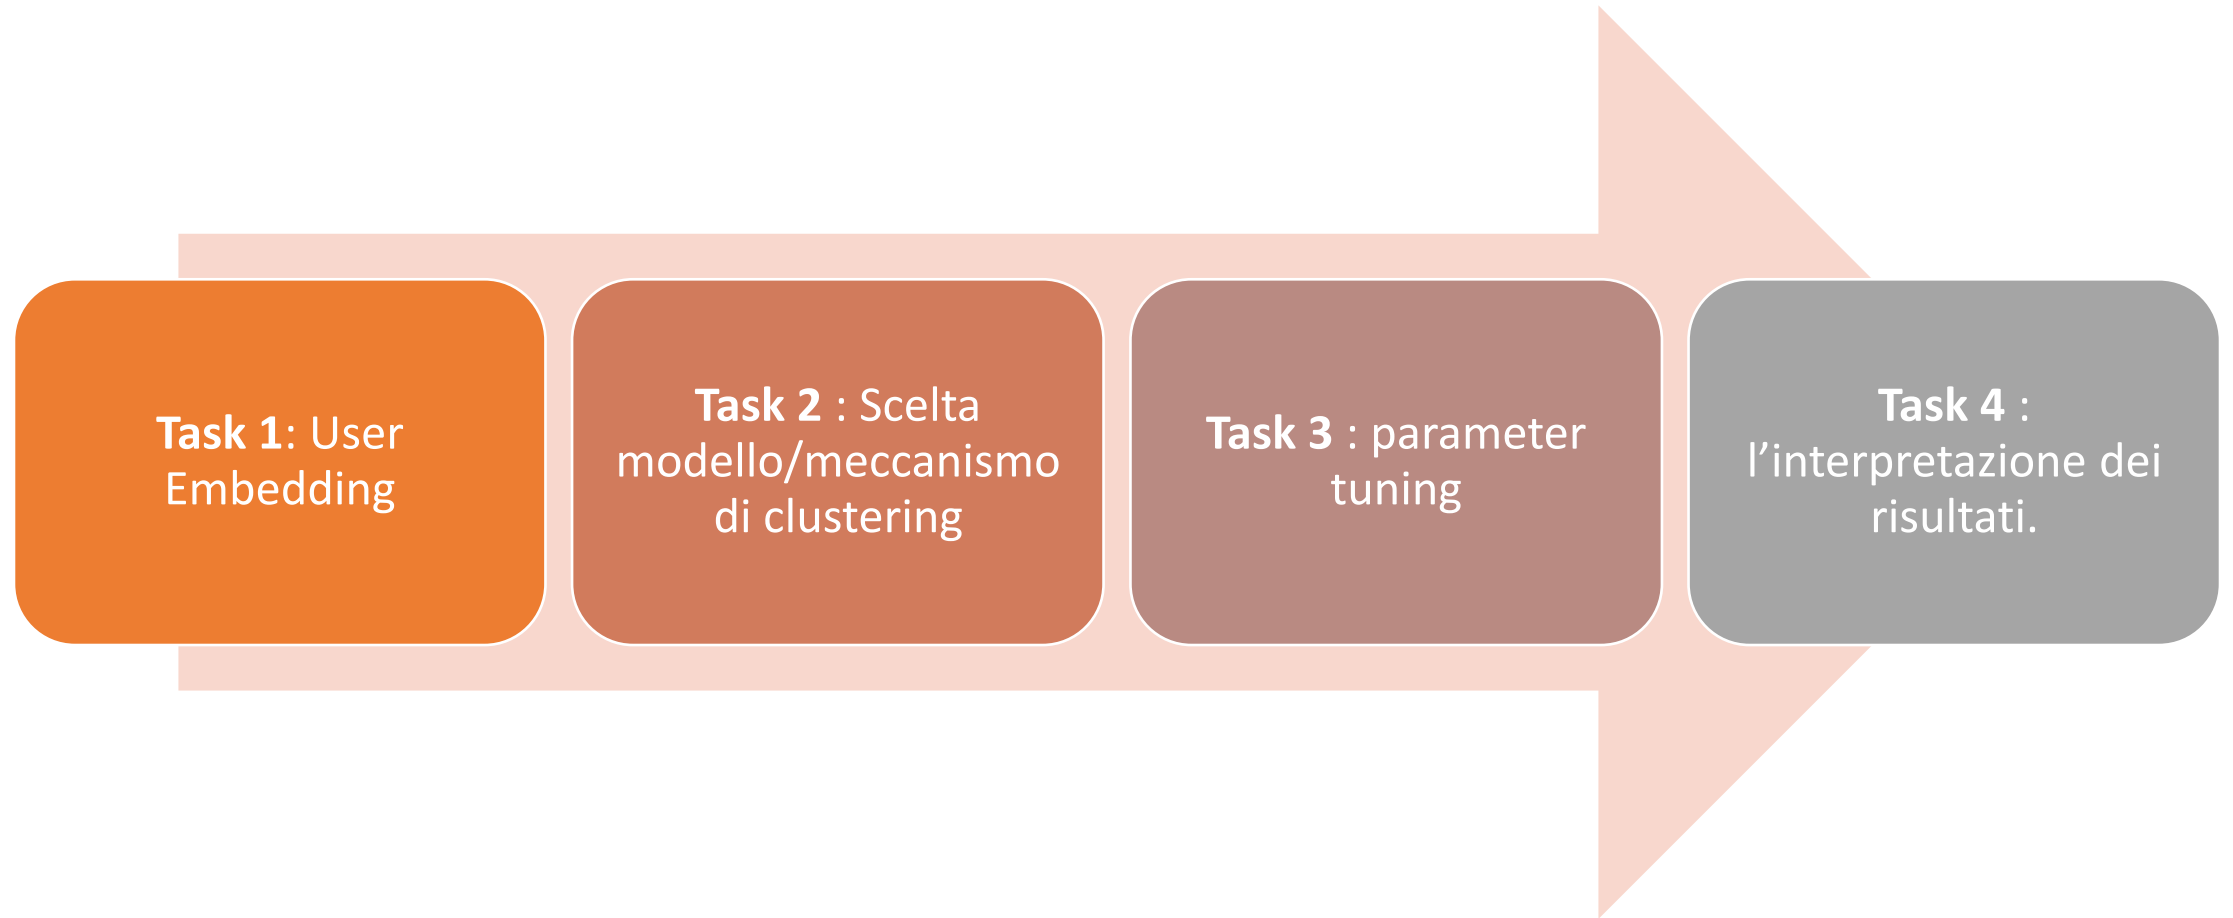 Task 1: User
Embedding
Task 2 : Scelta
modello/meccanismo
di clustering
Task 3 : parameter
tuning
Task 4 :
l’interpretazione dei
risultati.